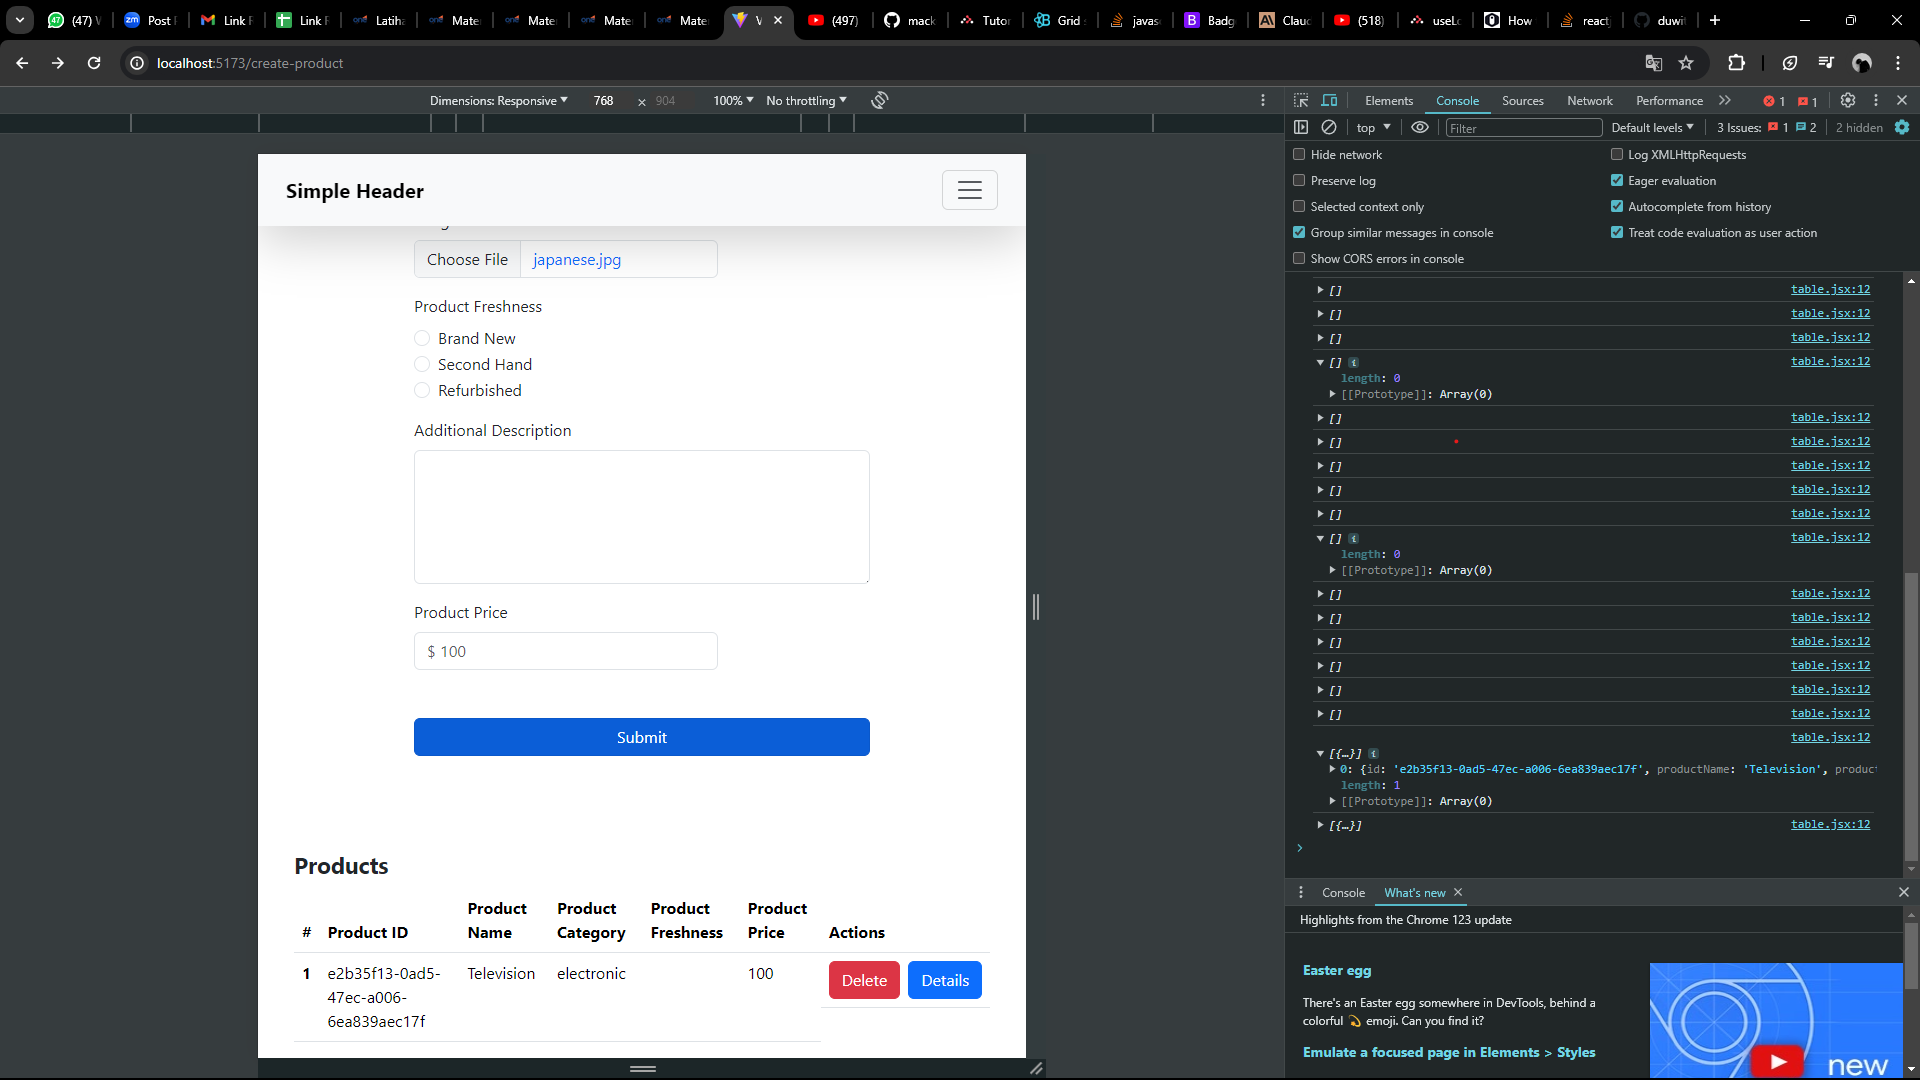 (47) W
Post F
Link F
Link F
Latiha
Mater
Mater
Mater
Mater
V
(497)
mack
Tutor
Grid s
javas
Badg
Claud
(518)
useLo
How
reactj
duwi
localhost:5173/create-product
Dimensions: Responsive 768 x 904 100% No throttling
Elements Console Sources Network Performance 1 1
top Filter Default levels 3 Issues: 1 2 2 hidden
Hide network
Log XMLHttpRequests
Preserve log
Eager evaluation
Selected context only
Autocomplete from history
Group similar messages in console
Treat code evaluation as user action
Show CORS errors in console
Simple Header
Choose File japanese.jpg
Product Freshness
Brand New
Second Hand
Refurbished
Additional Description
Product Price
$ 100
Submit
Products
# Product ID Product Name Product Category Product Freshness Product Price Actions
1 e2b35f13-0ad5-47ec-a006-6ea839aec17f Television electronic 100 Delete Details
[] table.jsx:12
[] table.jsx:12
[] table.jsx:12
[] i table.jsx:12
length: 0
[[Prototype]]: Array(0)
[] table.jsx:12
[] table.jsx:12
[] table.jsx:12
[] table.jsx:12
[] table.jsx:12
[] i table.jsx:12
length: 0
[[Prototype]]: Array(0)
[] table.jsx:12
[] table.jsx:12
[] table.jsx:12
[] table.jsx:12
[] table.jsx:12
[] table.jsx:12
table.jsx:12
[{…}] i
0: {id: 'e2b35f13-0ad5-47ec-a006-6ea839aec17f', productName: 'Television', produc
length: 1
[[Prototype]]: Array(0)
[{…}] table.jsx:12
Console What's new
Highlights from the Chrome 123 update
Easter egg
There's an Easter egg somewhere in DevTools, behind a
colorful 💫 emoji. Can you find it?
Emulate a focused page in Elements > Styles
new